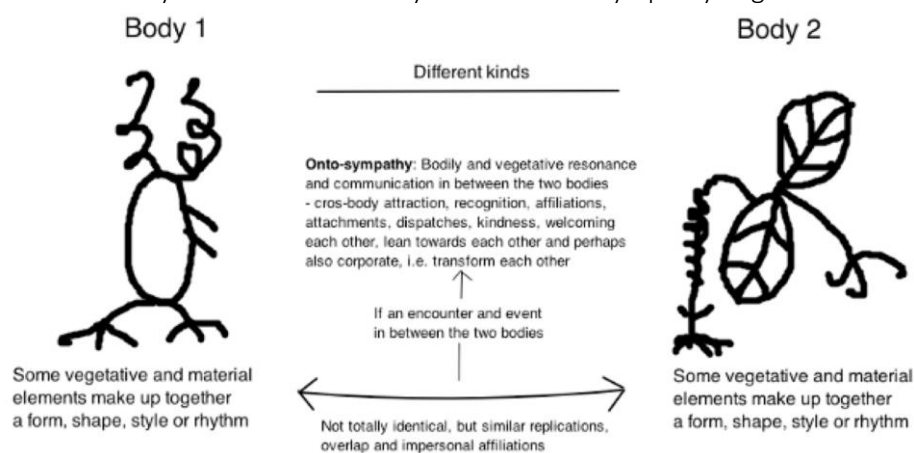 Body 1
Body 2
Different kinds
Onto-sympathy: Bodily and vegetative resonance
and communication in between the two bodies
- cros-body attraction, recognition, affiliations,
attachments, dispatches, kindness, welcoming
each other, lean towards each other and perhaps
also corporate, i.e. transform each other
If an encounter and event
in between the two bodies
Some vegetative and material
elements make up together
a form, shape, style or rhythm
Some vegetative and material
elements make up together
a form, shape, style or rhythm
Not totally identical, but similar replications,
overlap and impersonal affiliations